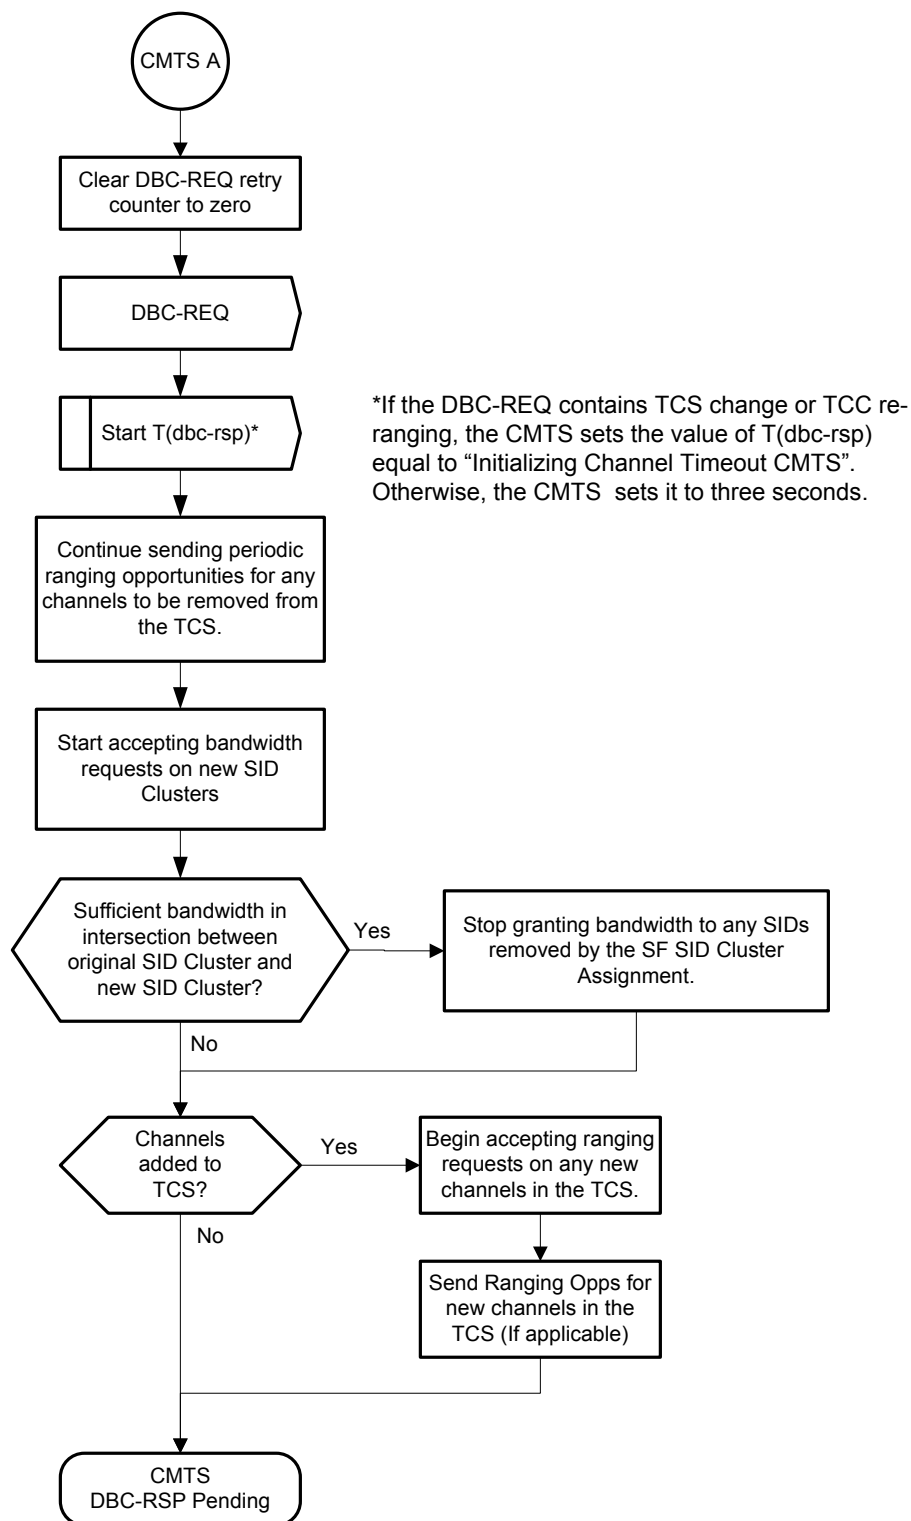 CMTS A
Clear DBC-REQ retry
counter to zero
DBC-REQ
Start T(dbc-rsp)*
*If the DBC-REQ contains TCS change or TCC re-
ranging, the CMTS sets the value of T(dbc-rsp)
equal to “Initializing Channel Timeout CMTS”.
Otherwise, the CMTS  sets it to three seconds.
Continue sending periodic
ranging opportunities for any
channels to be removed from
the TCS.
Start accepting bandwidth
requests on new SID
Clusters
Sufficient bandwidth in
intersection between
original SID Cluster and
new SID Cluster?
Yes
Stop granting bandwidth to any SIDs
removed by the SF SID Cluster
Assignment.
No
Channels
added to
TCS?
Yes
Begin accepting ranging
requests on any new
channels in the TCS.
No
Send Ranging Opps for
new channels in the
TCS (If applicable)
CMTS
DBC-RSP Pending